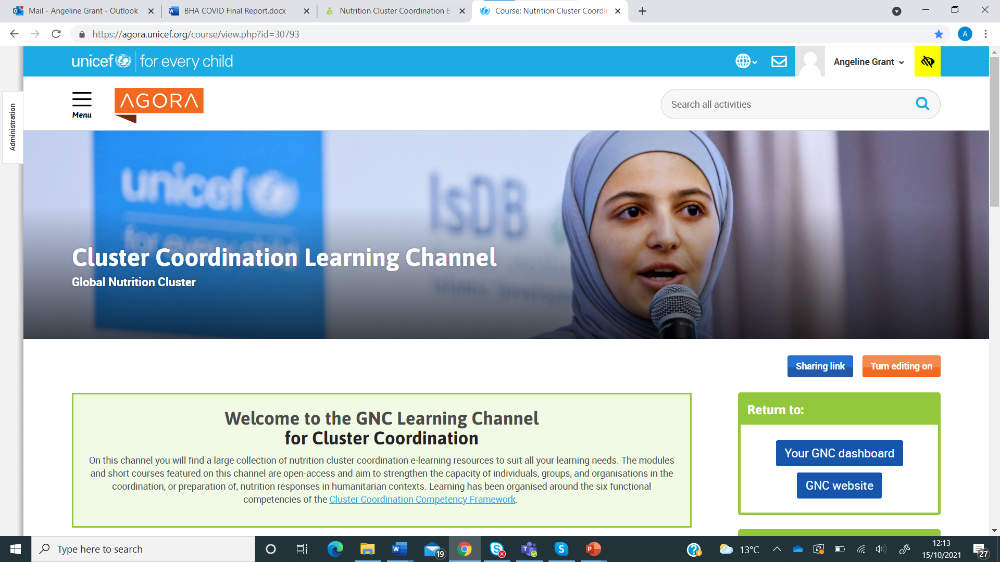 Mail - Angeline Grant - Outlook
BHA COVID Final Report.docx
Nutrition Cluster Coordination E-
Course: Nutrition Cluster Coordin
https://agora.unicef.org/course/view.php?id=30793
A
unicef for every child
Angeline Grant
Administration
Menu
AGORA
Search all activities
unicef
for every child
IsDB
Cluster Coordination Learning Channel
Global Nutrition Cluster
Sharing link
Turn editing on
Welcome to the GNC Learning Channel
for Cluster Coordination
On this channel you will find a large collection of nutrition cluster coordination e-learning resources to suit all your learning needs. The modules
and short courses featured on this channel are open-access and aim to strengthen the capacity of individuals, groups, and organisations in the
coordination, or preparation of, nutrition responses in humanitarian contexts. Learning has been organised around the six functional
competencies of the Cluster Coordination Competency Framework.
Return to:
Your GNC dashboard
GNC website
Type here to search
19
13°C
12:13
15/10/2021
27